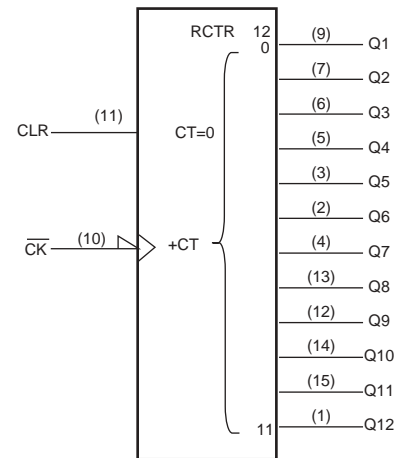 RCTR 12
0
(9) Q1
(7) Q2
(6) Q3
CLR (11) CT=0
(5) Q4
(3) Q5
(2) Q6
C̅K̅ (10) +CT
(4) Q7
(13) Q8
(12) Q9
(14) Q10
(15) Q11
11 (1) Q12